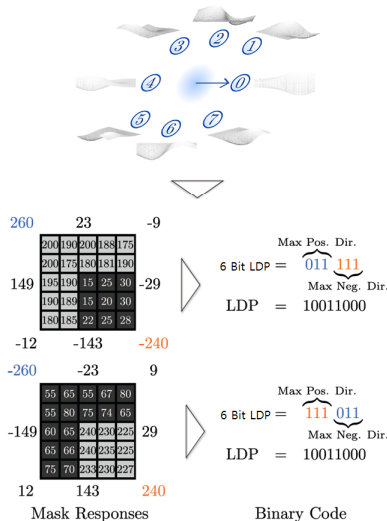 2
3 1
4 0
5 7
6
260 23 -9
200 190 200 188 175
200 175 180 181 190
149 195 190 15 25 30 -29
190 189 15 20 30
180 185 22 25 28
-12 -143 -240
Max Pos. Dir.
6 Bit LDP = 011 111
Max Neg. Dir.
LDP = 10011000
-260 -23 9
55 65 55 67 80
55 80 75 74 65
-149 60 65 240 230 225 29
65 66 240 235 225
75 70 233 230 227
12 143 240
Max Pos. Dir.
6 Bit LDP = 111 011
Max Neg. Dir.
LDP = 10011000
Mask Responses Binary Code